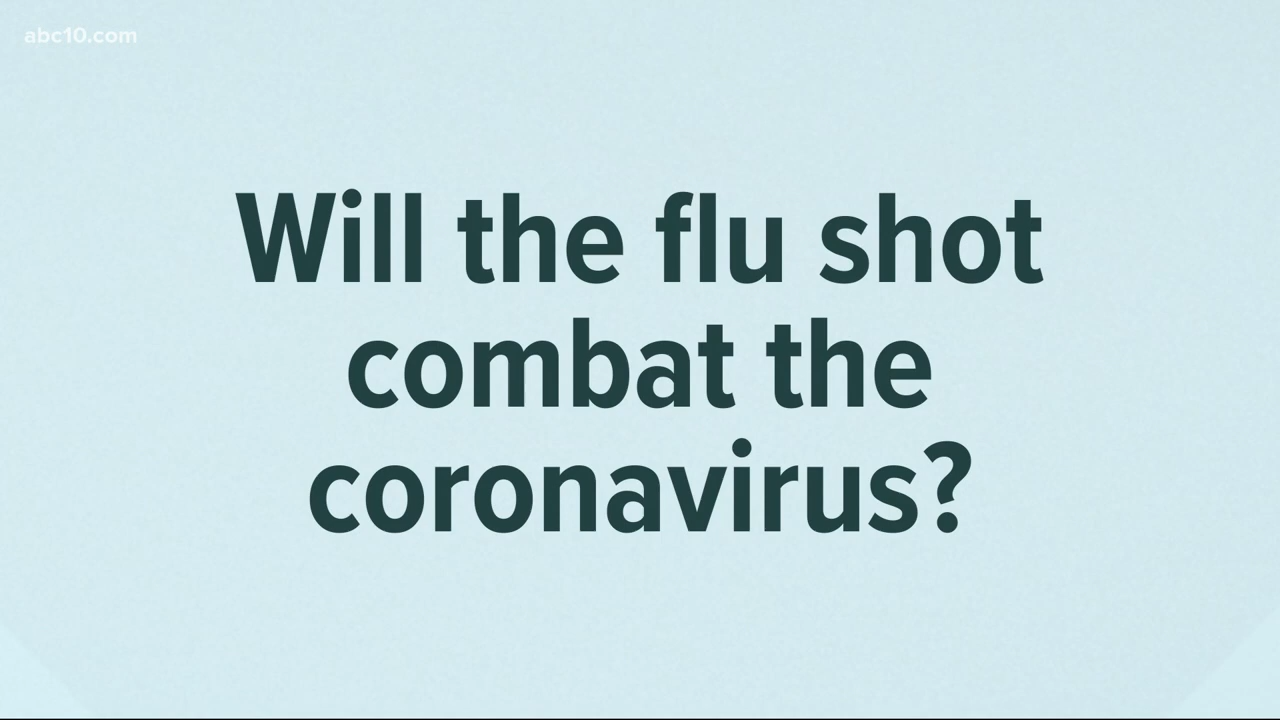 abc10.com
Will the flu shot
combat the
coronavirus?